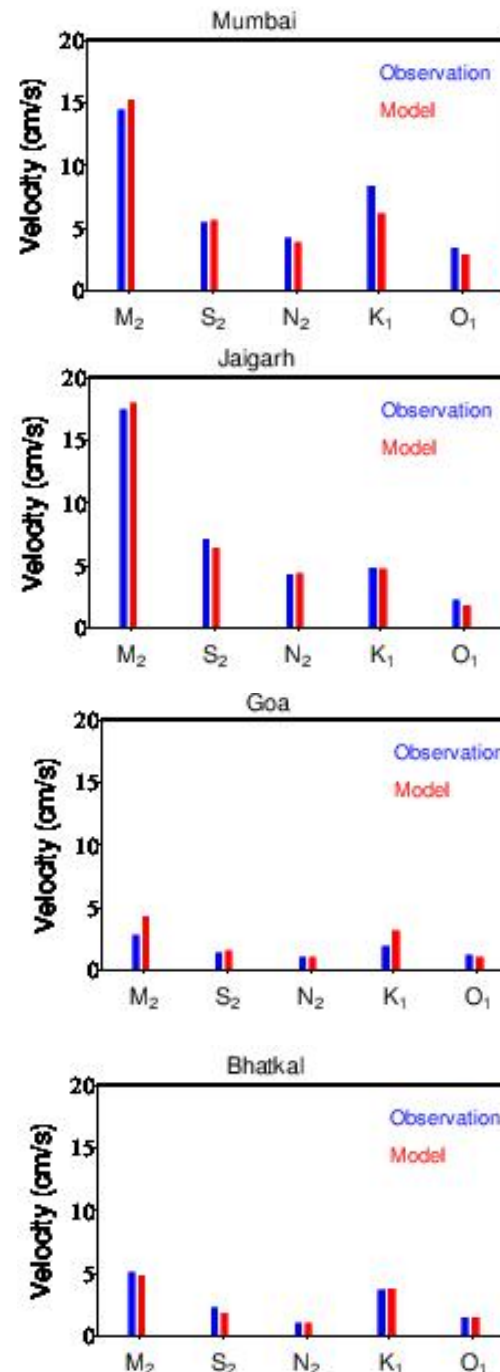 Mumbai
20
Observation
15
Model
10
Velocity (cm/s)
5
0
M₂ S₂ N₂ K₁ O₁
Jaigarh
20
Observation
15
Model
10
Velocity (cm/s)
5
0
M₂ S₂ N₂ K₁ O₁
Goa
20
Observation
15
Model
10
Velocity (cm/s)
5
0
M₂ S₂ N₂ K₁ O₁
Bhatkal
20
Observation
15
Model
10
Velocity (cm/s)
5
0
M₂ S₂ N₂ K₁ O₁